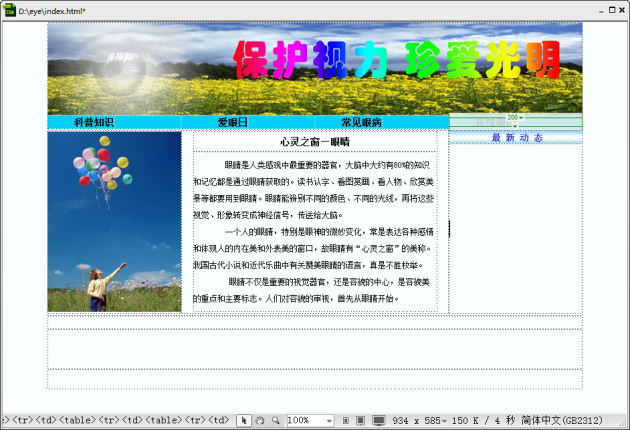 D:\eye\index.html*
保护视力 珍爱光明
科普知识 爱眼日 常见眼病
200
最新动态
心灵之窗—眼睛
眼睛是人类感观中最重要的器官，大脑中大约有80%的知识
和记忆都是通过眼睛获取的。读书认字、看图赏画、看人物、欣赏美
景等都要用到眼睛。眼睛能辨别不同的颜色、不同的光线，再将这些
视觉、形象转变成神经信号，传送给大脑。
一个人的眼睛，特别是眼神的微妙变化，常是表达各种感情
和体现人的内在美和外表美的窗口，故眼睛有“心灵之窗”的美称。
我国古代小说和近代乐曲中有关赞美眼睛的语言，真是不胜枚举。
眼睛不仅是重要的视觉器官，还是容貌的中心，是容貌美
的重点和主要标志。人们对容貌的审视，首先从眼睛开始。
<tr><td><table><tr><td><table><tr><td> 100% 934 x 585 150 K / 4 秒 简体中文(GB2312)